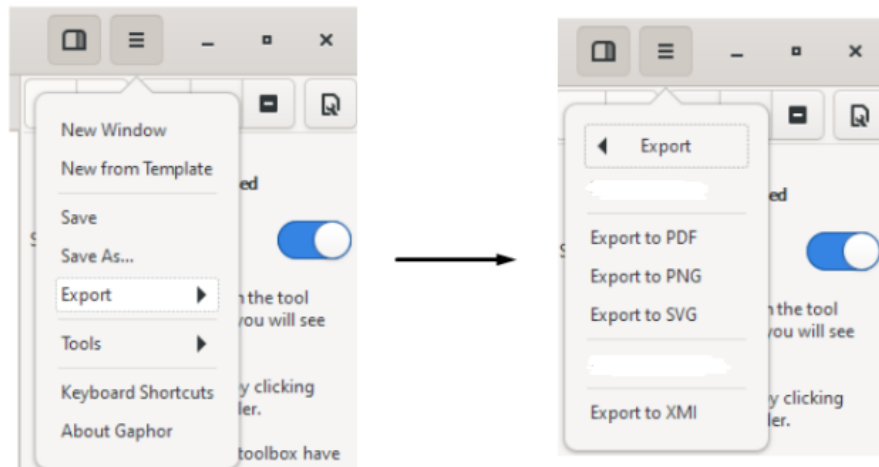 New Window
New from Template
Save
Save As...
Export
Tools
Keyboard Shortcuts
About Gaphor
ed
n the tool
you will see
y clicking
ler.
toolbox have
Export
Export to PDF
Export to PNG
Export to SVG
Export to XMI
ed
n the tool
you will see
y clicking
ler.